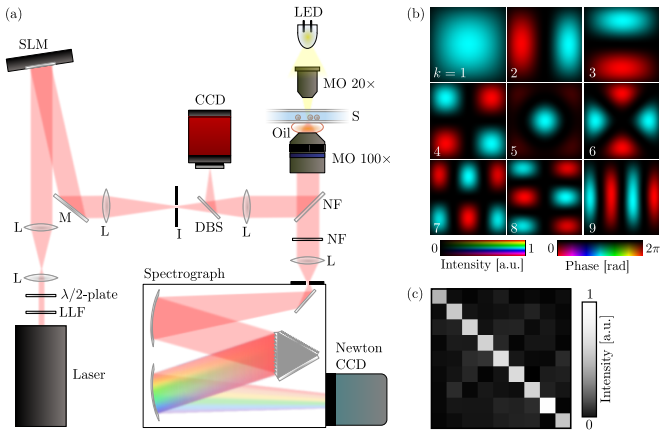 (a)
LED
SLM
MO 20×
CCD
S
Oil
MO 100×
M
L
I
DBS
L
NF
L
NF
L
L
λ/2-plate
LLF
Laser
Spectrograph
Newton
CCD
(b)
k = 1
2
3
4
5
6
7
8
9
0
1
Intensity [a.u.]
0
2π
Phase [rad]
(c)
1
0
Intensity [a.u.]